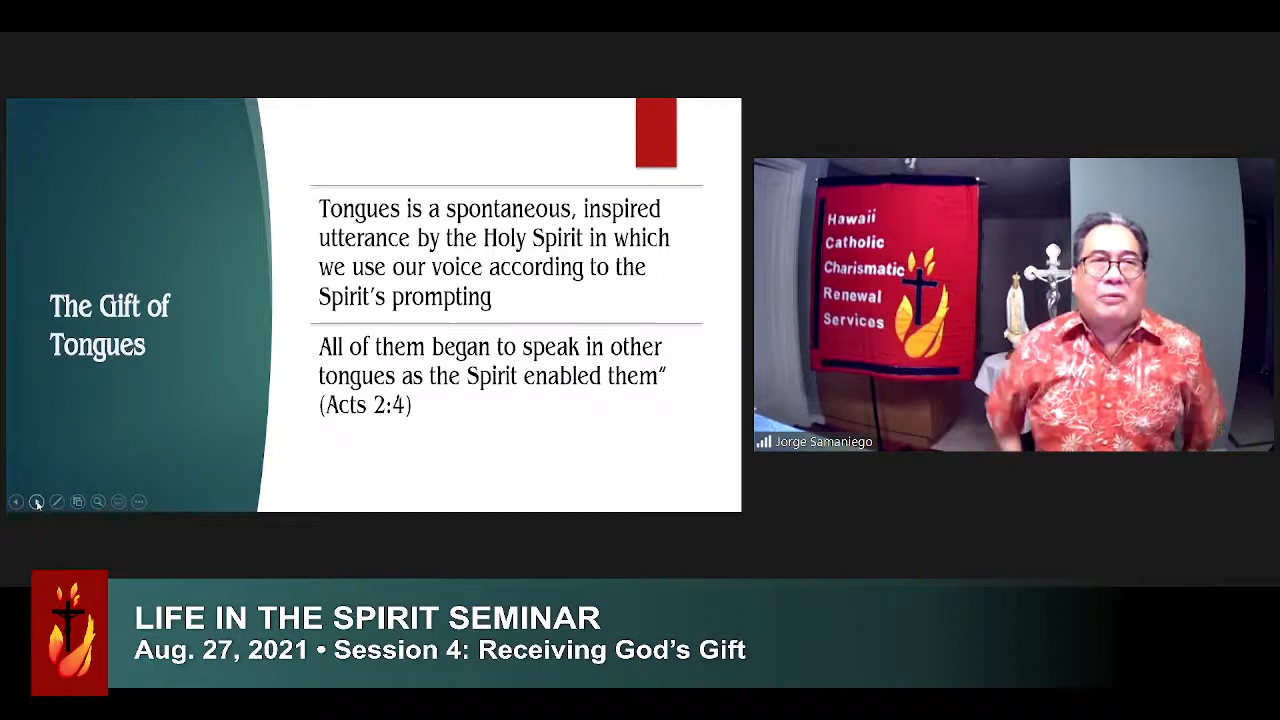 The Gift of
Tongues
Tongues is a spontaneous, inspired
utterance by the Holy Spirit in which
we use our voice according to the
Spirit's prompting
All of them began to speak in other
tongues as the Spirit enabled them"
(Acts 2:4)
Hawaii
Catholic
Charismatic
Renewal
Services
Jorge Samaniego
LIFE IN THE SPIRIT SEMINAR
Aug. 27, 2021 • Session 4: Receiving God's Gift